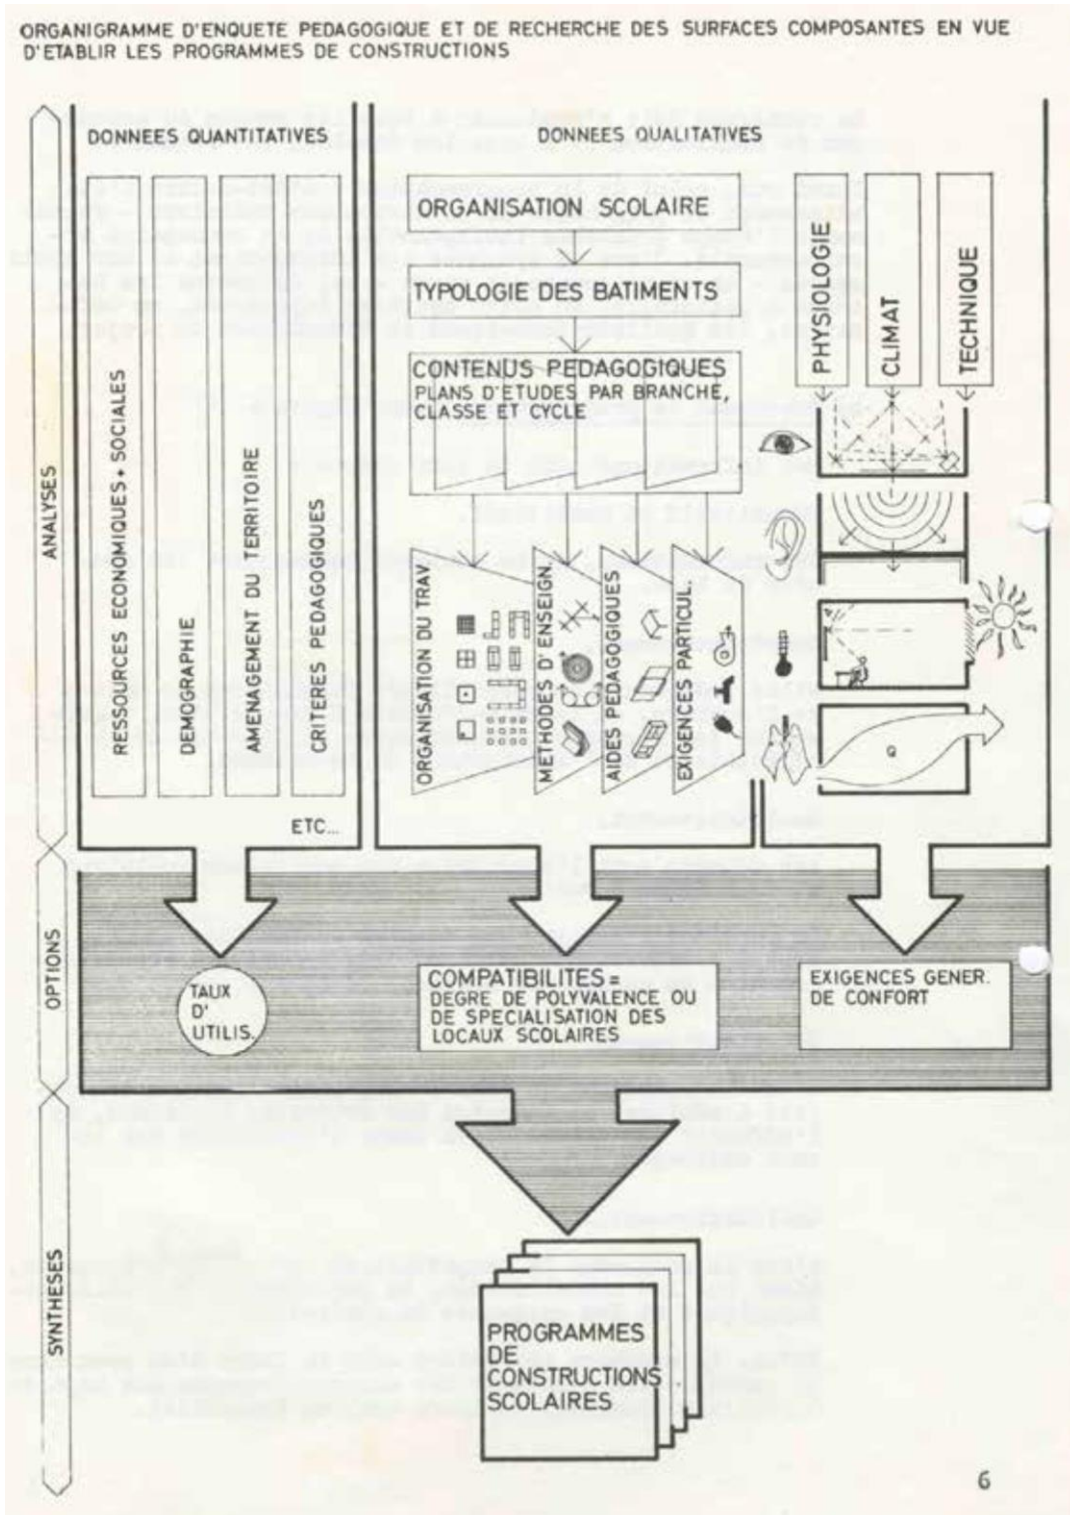 ORGANIGRAMME D'ENQUETE PEDAGOGIQUE ET DE RECHERCHE DES SURFACES COMPOSANTES EN VUE
D'ETABLIR LES PROGRAMMES DE CONSTRUCTIONS
ANALYSES
DONNEES QUANTITATIVES
RESSOURCES ECONOMIQUES + SOCIALES
DEMOGRAPHIE
AMENAGEMENT DU TERRITOIRE
CRITERES PEDAGOGIQUES
ETC...
DONNEES QUALITATIVES
ORGANISATION SCOLAIRE
TYPOLOGIE DES BATIMENTS
CONTENUS PEDAGOGIQUES
PLANS D'ETUDES PAR BRANCHE,
CLASSE ET CYCLE
ORGANISATION DU TRAV.
METHODES D'ENSEIGN.
AIDES PEDAGOGIQUES
EXIGENCES PARTICUL.
PHYSIOLOGIE
CLIMAT
TECHNIQUE
Q
OPTIONS
TAUX
D'
UTILIS.
COMPATIBILITES =
DEGRE DE POLYVALENCE OU
DE SPECIALISATION DES
LOCAUX SCOLAIRES
EXIGENCES GENER.
DE CONFORT
SYNTHESES
PROGRAMMES
DE
CONSTRUCTIONS
SCOLAIRES
6